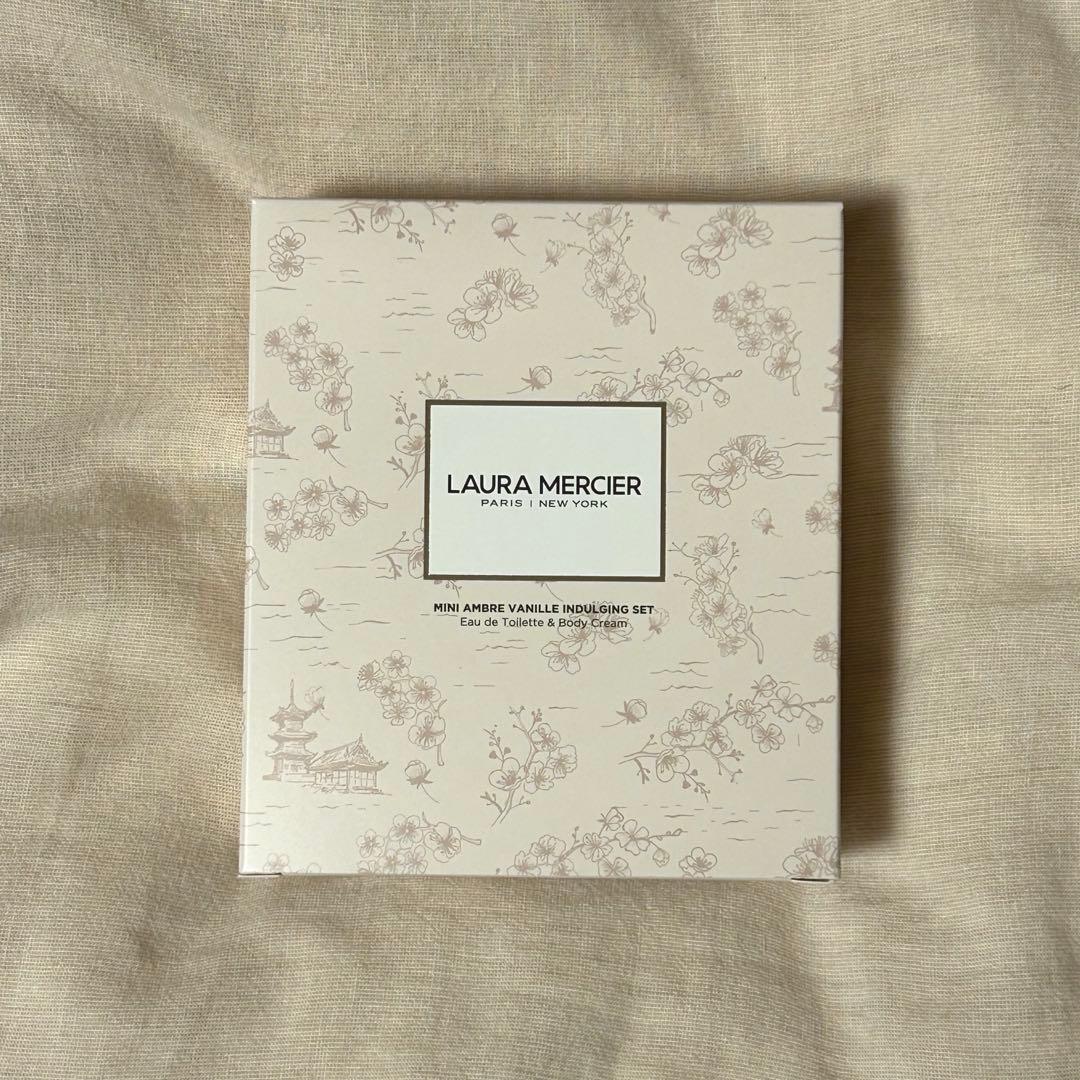 LAURA MERCIER
PARIS | NEW YORK
MINI AMBRE VANILLE INDULGING SET
Eau de Toilette & Body Cream